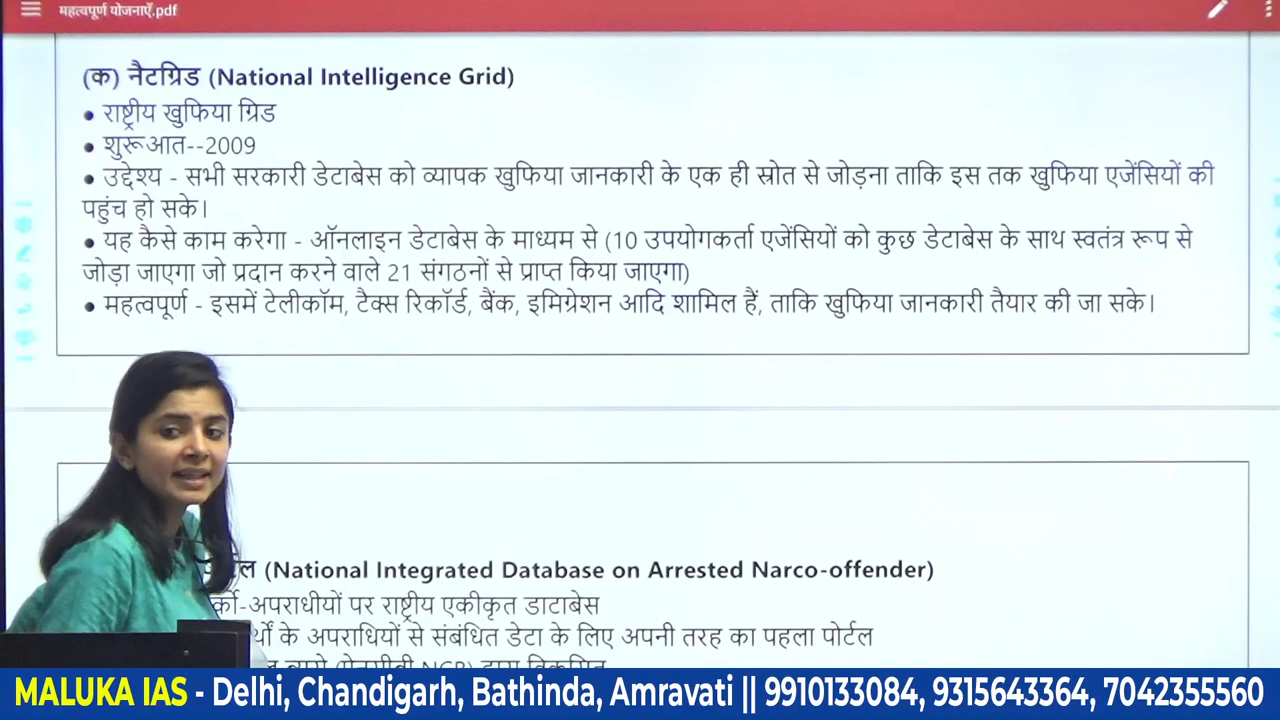 महत्वपूर्ण योजनाएँ.pdf
(क) नैटग्रिड (National Intelligence Grid)
• राष्ट्रीय खुफिया ग्रिड
• शुरूआत--2009
• उद्देश्य - सभी सरकारी डेटाबेस को व्यापक खुफिया जानकारी के एक ही स्रोत से जोड़ना ताकि इस तक खुफिया एजेंसियों की
पहुंच हो सके।
• यह कैसे काम करेगा - ऑनलाइन डेटाबेस के माध्यम से (10 उपयोगकर्ता एजेंसियों को कुछ डेटाबेस के साथ स्वतंत्र रूप से
जोड़ा जाएगा जो प्रदान करने वाले 21 संगठनों से प्राप्त किया जाएगा)
• महत्वपूर्ण - इसमें टेलीकॉम, टैक्स रिकॉर्ड, बैंक, इमिग्रेशन आदि शामिल हैं, ताकि खुफिया जानकारी तैयार की जा सके।
(National Integrated Database on Arrested Narco-offender)
अपराधीयों पर राष्ट्रीय एकीकृत डाटाबेस
के अपराधियों से संबंधित डेटा के लिए अपनी तरह का पहला पोर्टल
MALUKA IAS - Delhi, Chandigarh, Bathinda, Amravati || 9910133084, 9315643364, 7042355560